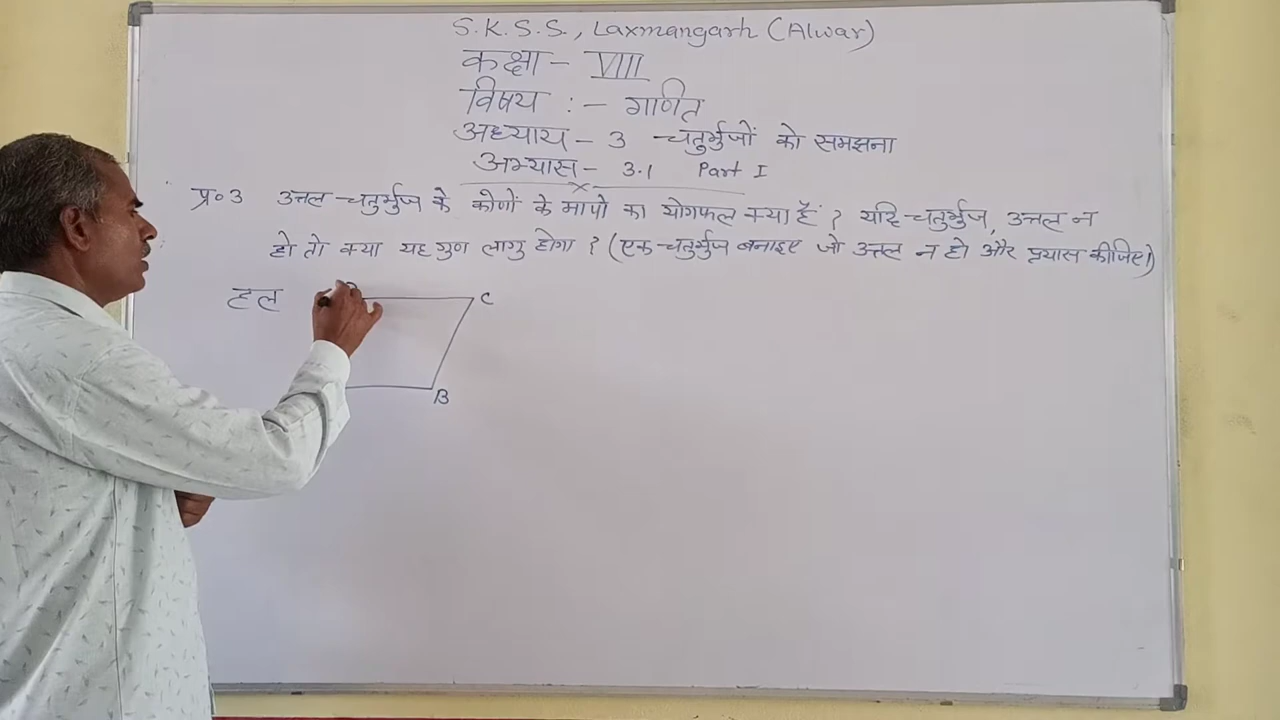 S.K.S.S., Laxmangarh (Alwar)
कक्षा - VIII
विषय :- गणित
अध्याय - 3 चतुर्भुजों को समझना
अभ्यास - 3.1 Part I
प्र० 3 उत्तल चतुर्भुज के कोणों के मापो का योगफल क्या हैं ? यदि चतुर्भुज, उत्तल न
हो तो क्या यह गुण लागु होगा ? (एक चतुर्भुज बनाइए जो उत्तल न हो और प्रयास कीजिए।)
हल
C
B